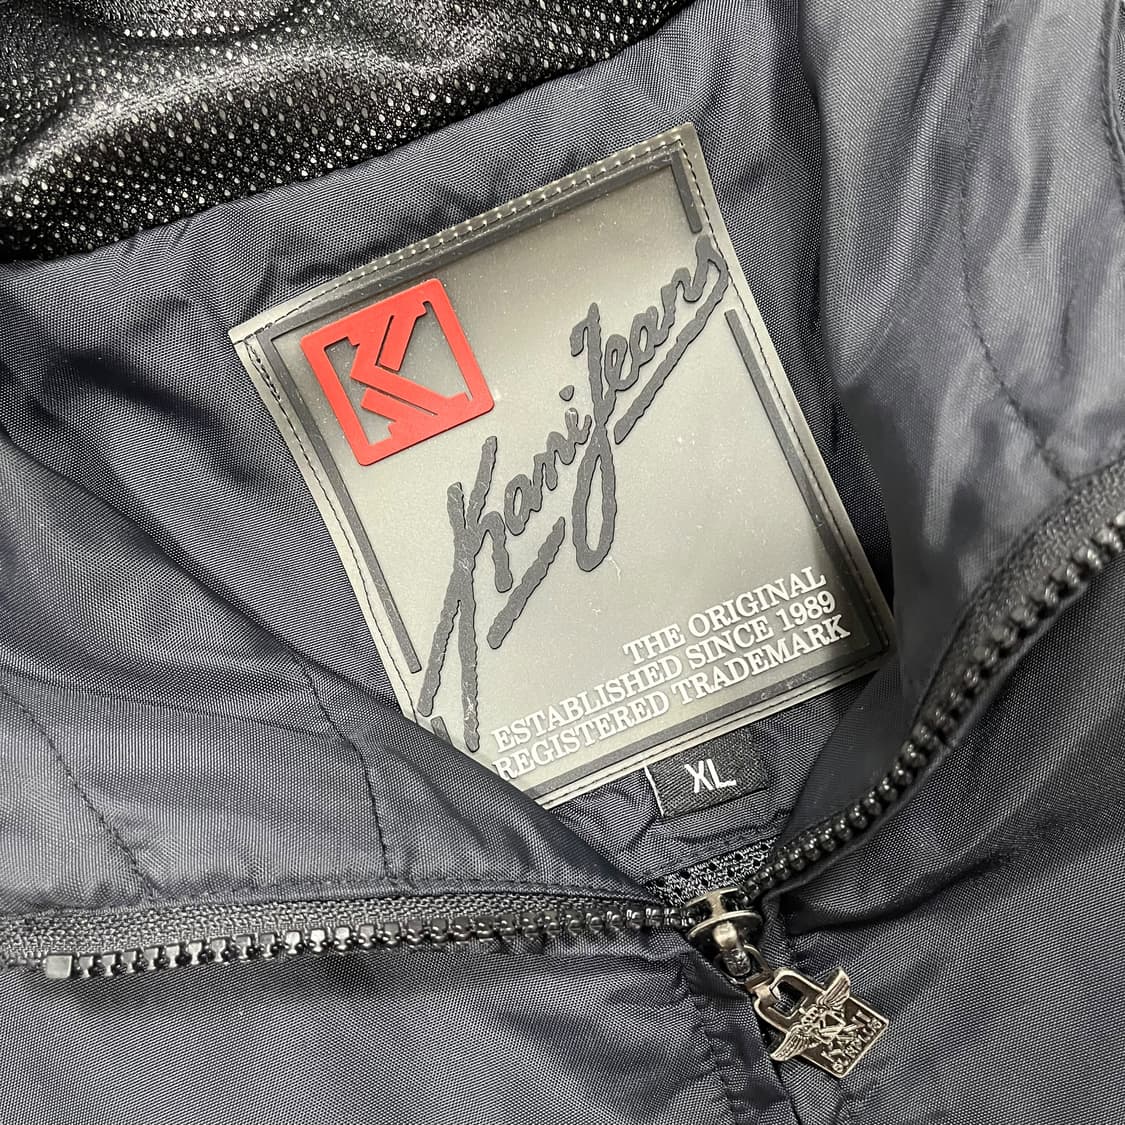 K
Kani Jeans
THE ORIGINAL
ESTABLISHED SINCE 1989
REGISTERED TRADEMARK
XL